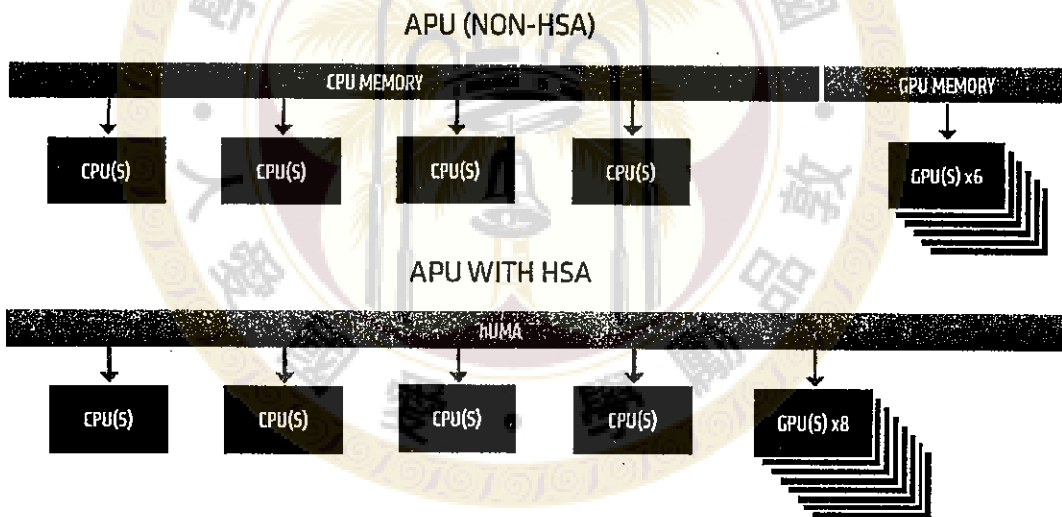 APU (NON-HSA)
CPU MEMORY
GPU MEMORY
CPU(S)
CPU(S)
CPU(S)
CPU(S)
GPU(S) x6
APU WITH HSA
hUMA
CPU(S)
CPU(S)
CPU(S)
CPU(S)
GPU(S) x8